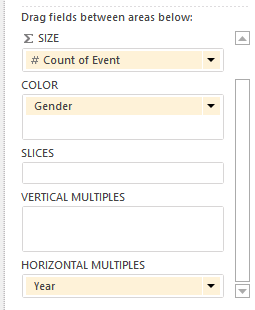 Drag fields between areas below:
Σ SIZE
# Count of Event
COLOR
Gender
SLICES
VERTICAL MULTIPLES
HORIZONTAL MULTIPLES
Year